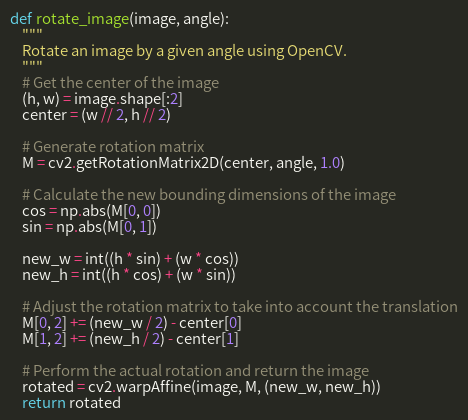 def rotate_image(image, angle):
    """
    Rotate an image by a given angle using OpenCV.
    """
    # Get the center of the image
    (h, w) = image.shape[:2]
    center = (w // 2, h // 2)

    # Generate rotation matrix
    M = cv2.getRotationMatrix2D(center, angle, 1.0)

    # Calculate the new bounding dimensions of the image
    cos = np.abs(M[0, 0])
    sin = np.abs(M[0, 1])

    new_w = int((h * sin) + (w * cos))
    new_h = int((h * cos) + (w * sin))

    # Adjust the rotation matrix to take into account the translation
    M[0, 2] += (new_w / 2) - center[0]
    M[1, 2] += (new_h / 2) - center[1]

    # Perform the actual rotation and return the image
    rotated = cv2.warpAffine(image, M, (new_w, new_h))
    return rotated